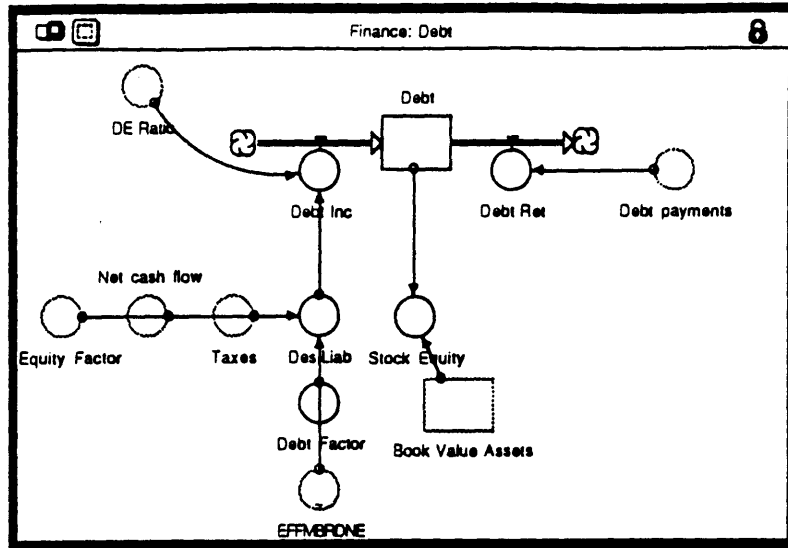 Finance: Debt
Debt
DE Ratio
Debt Inc
Debt Ret
Debt payments
Net cash flow
Equity Factor
Taxes
Des Liab
Stock Equity
Debt Factor
Book Value Assets